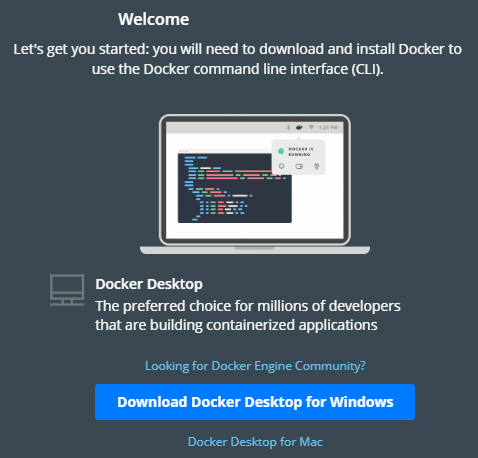 Welcome
Let's get you started: you will need to download and install Docker to
use the Docker command line interface (CLI).
1:25 PM
DOCKER IS
RUNNING
Docker Desktop
The preferred choice for millions of developers
that are building containerized applications
Looking for Docker Engine Community?
Download Docker Desktop for Windows
Docker Desktop for Mac